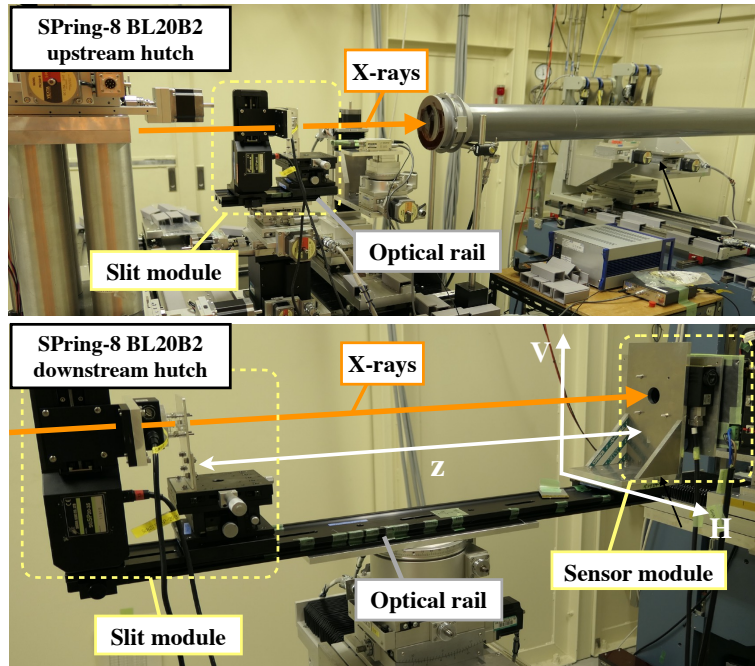 SPring-8 BL20B2
upstream hutch
X-rays
Slit module
Optical rail
SPring-8 BL20B2
downstream hutch
X-rays
V
z
H
Sensor module
Optical rail
Slit module